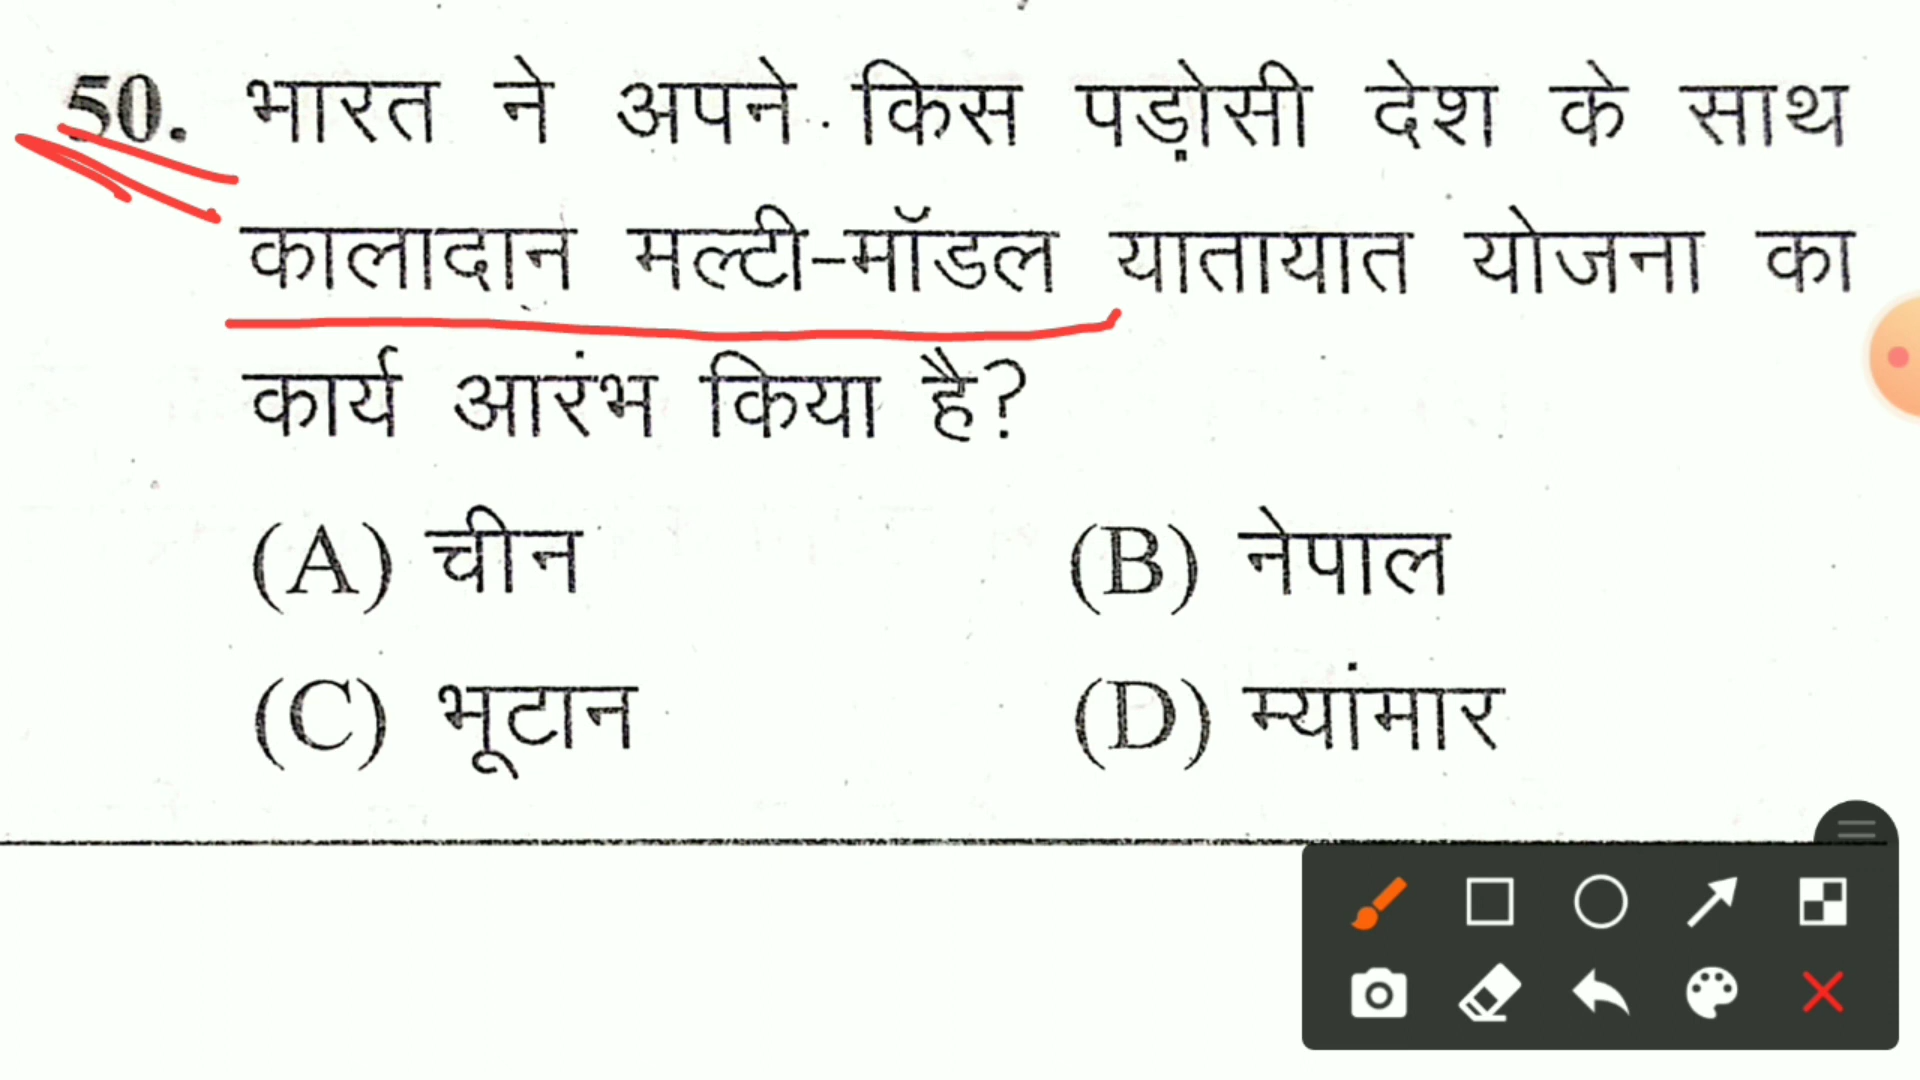 50. भारत ने अपने किस पड़ोसी देश के साथ
कालादान मल्टी-मॉडल यातायात योजना का
कार्य आरंभ किया है?
(A) चीन (B) नेपाल
(C) भूटान (D) म्यांमार